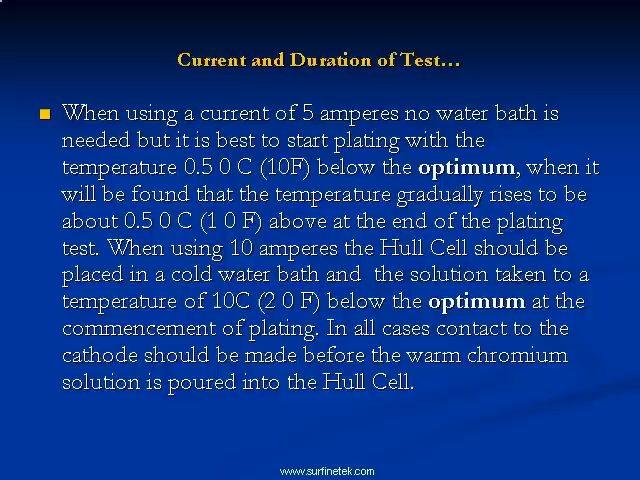 Current and Duration of Test…
When using a current of 5 amperes no water bath is
needed but it is best to start plating with the
temperature 0.5 0 C (10F) below the optimum, when it
will be found that the temperature gradually rises to be
about 0.5 0 C (1 0 F) above at the end of the plating
test. When using 10 amperes the Hull Cell should be
placed in a cold water bath and  the solution taken to a
temperature of 10C (2 0 F) below the optimum at the
commencement of plating. In all cases contact to the
cathode should be made before the warm chromium
solution is poured into the Hull Cell.
www.surfinetek.com